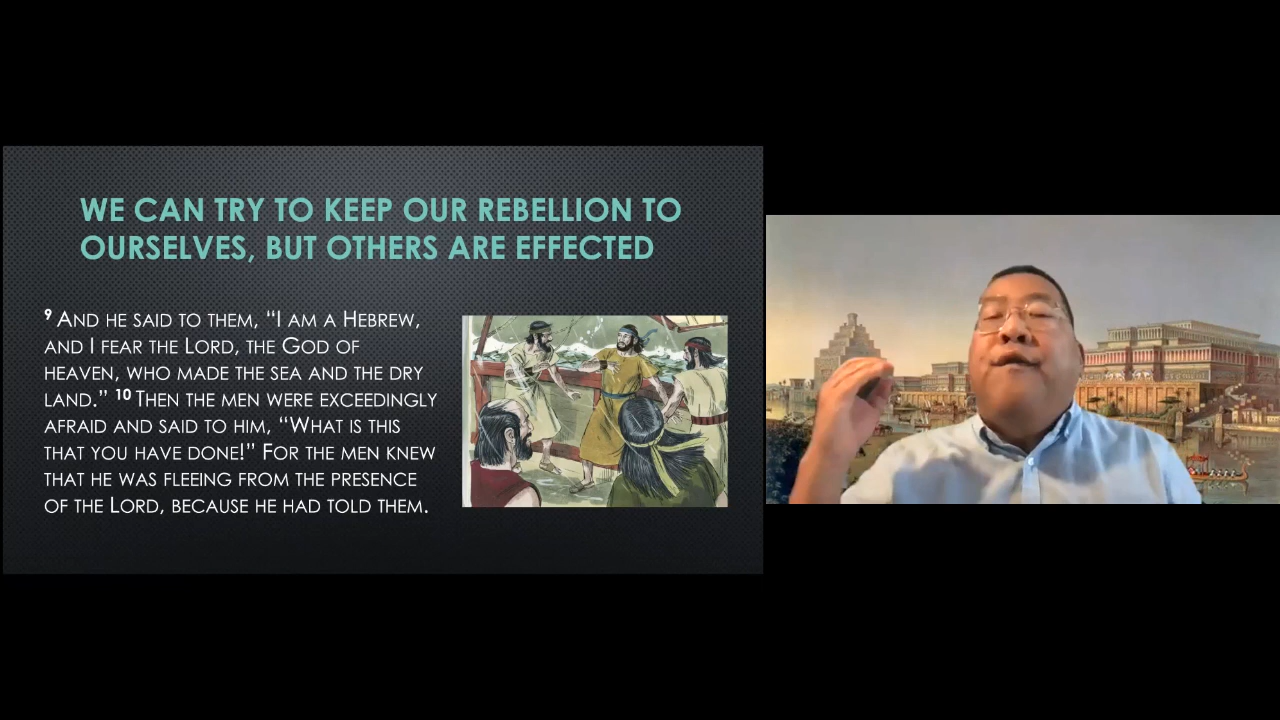 WE CAN TRY TO KEEP OUR REBELLION TO
OURSELVES, BUT OTHERS ARE EFFECTED
9 AND HE SAID TO THEM, “I AM A HEBREW,
AND I FEAR THE LORD, THE GOD OF
HEAVEN, WHO MADE THE SEA AND THE DRY
LAND.” 10 THEN THE MEN WERE EXCEEDINGLY
AFRAID AND SAID TO HIM, “WHAT IS THIS
THAT YOU HAVE DONE!” FOR THE MEN KNEW
THAT HE WAS FLEEING FROM THE PRESENCE
OF THE LORD, BECAUSE HE HAD TOLD THEM.